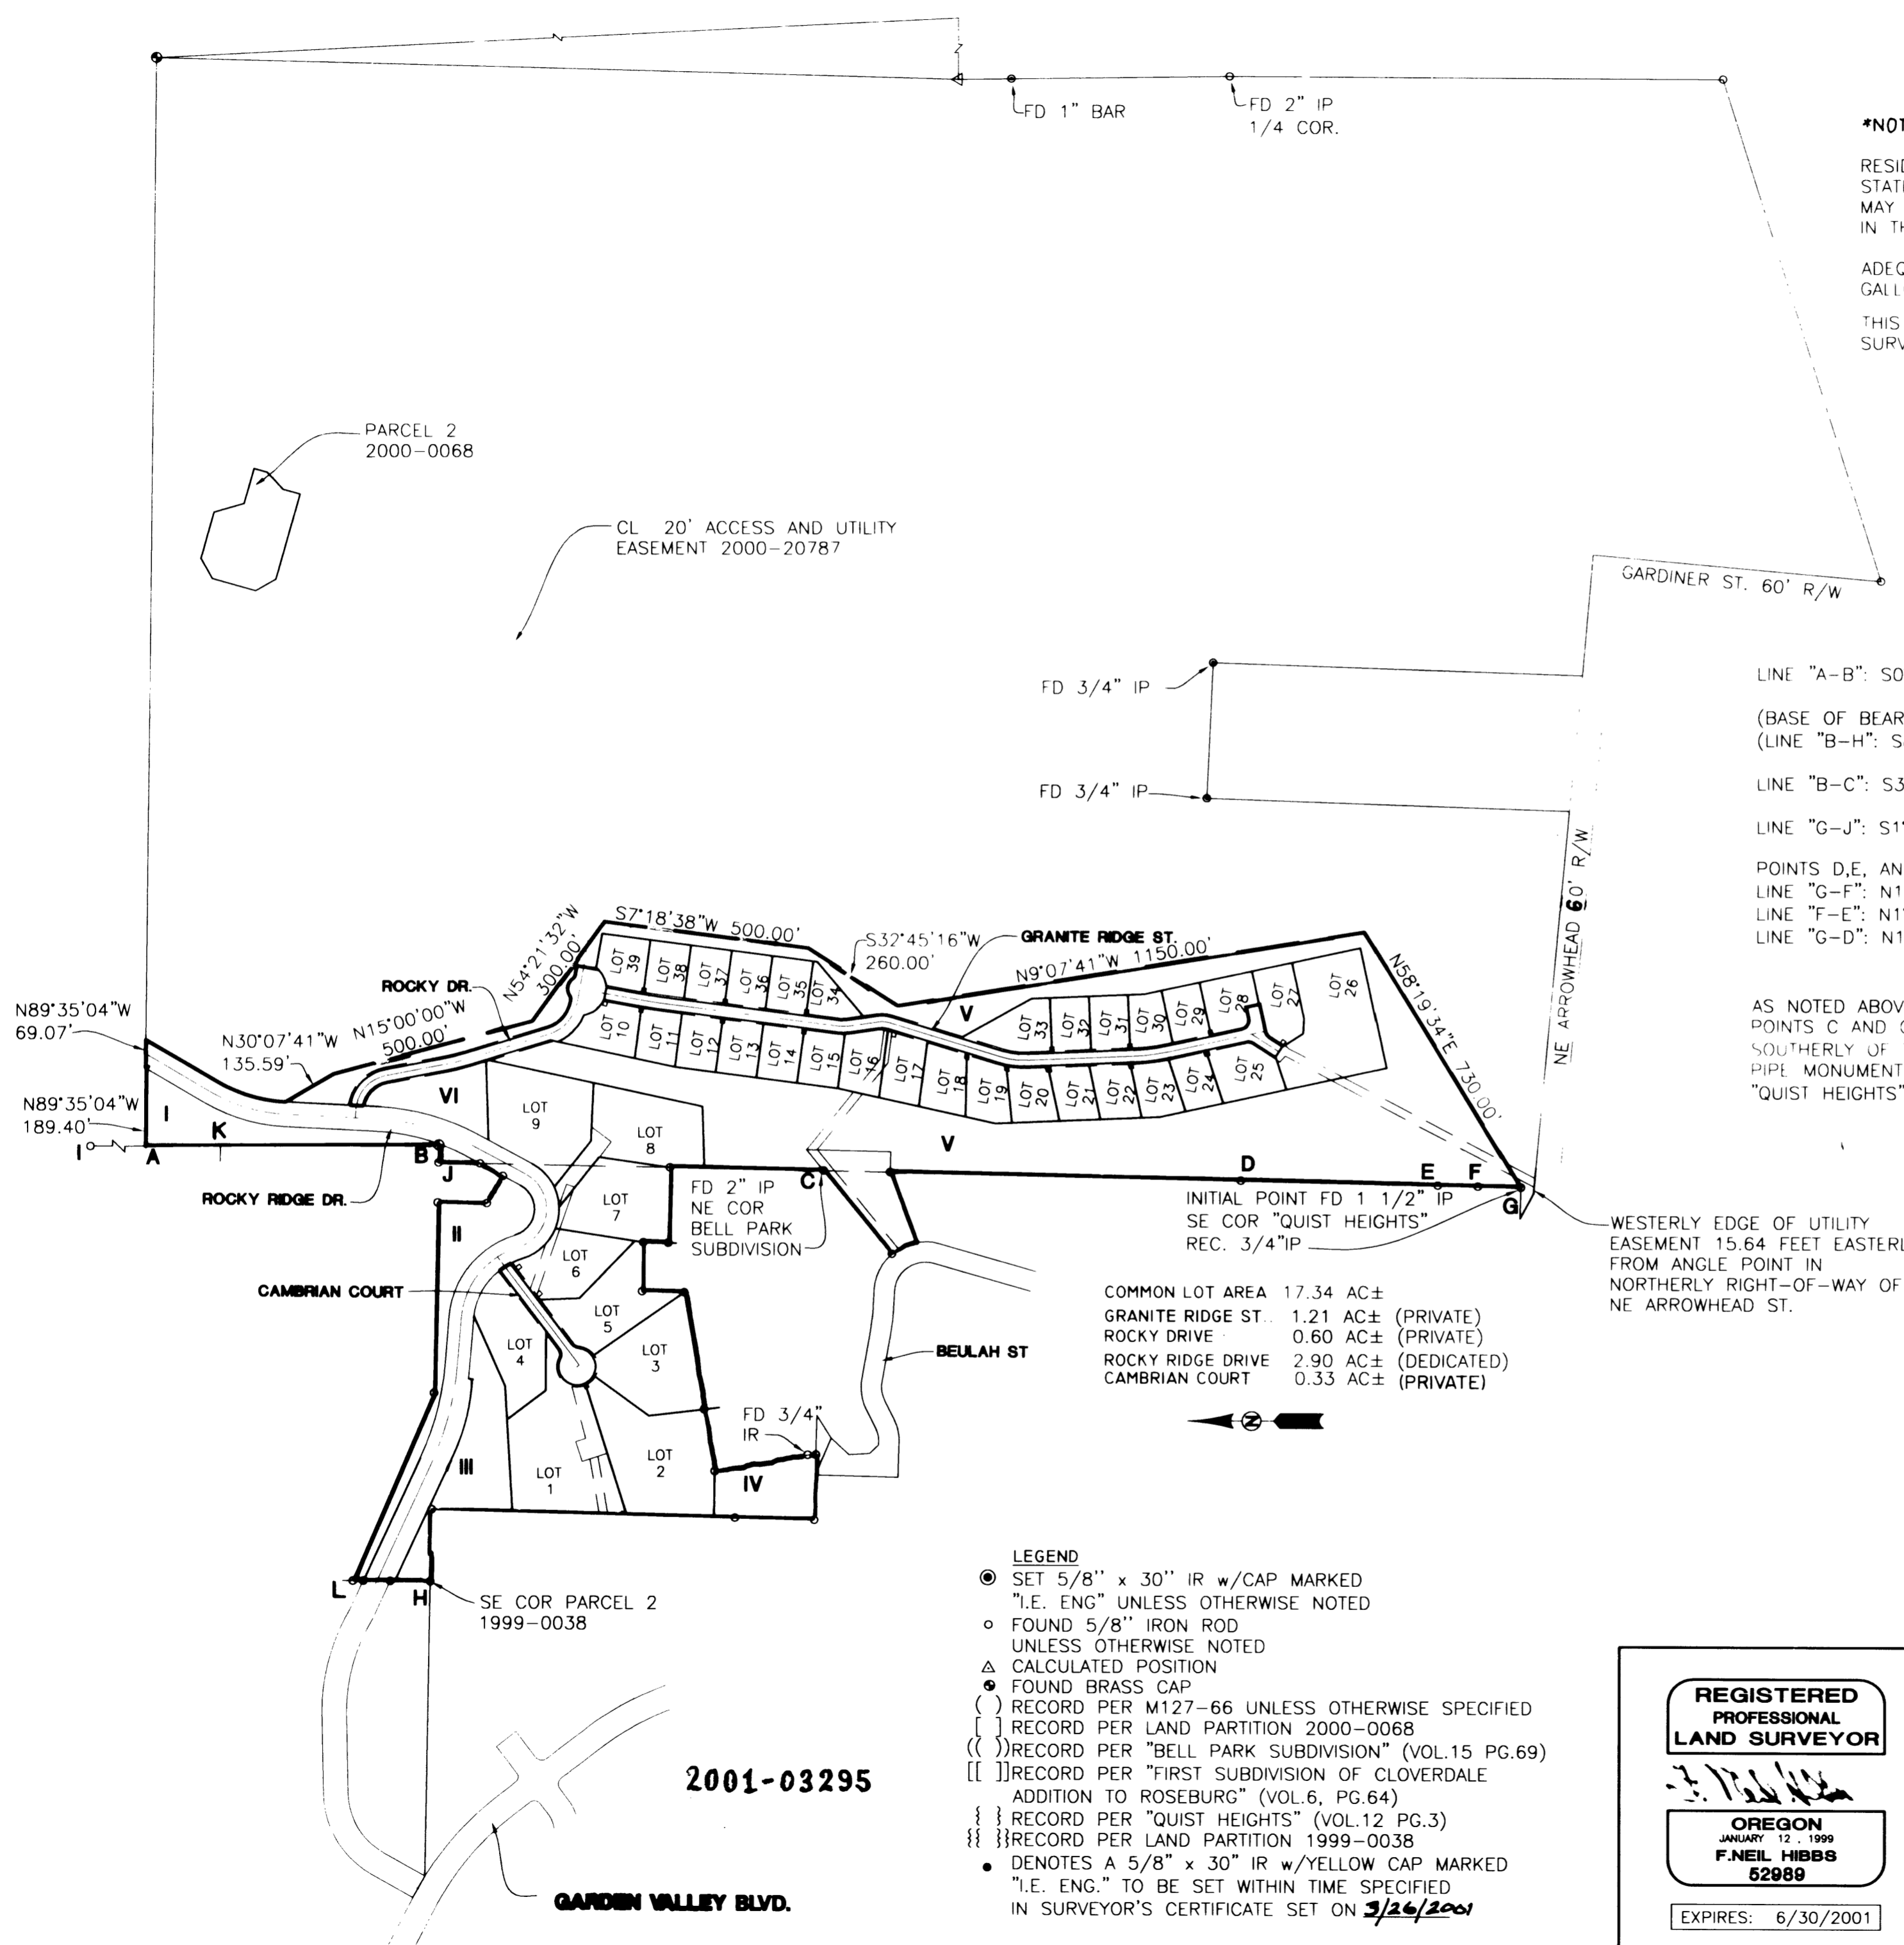 FD 1" BAR
FD 2" IP
1/4 COR.
RESI
STAT
MAY
IN TH
ADEQ
GALL
THIS
SURV
PARCEL 2
2000-0068
CL 20' ACCESS AND UTILITY
EASEMENT 2000-20787
GARDINER ST. 60' R/W
FD 3/4" IP
FD 3/4" IP
NE ARROWHEAD 60' R/W
LINE "A-B": S0
(BASE OF BEAR
(LINE "B-H": S
LINE "B-C": S3
LINE "G-J": S1°
POINTS D,E, AN
LINE "G-F": N1
LINE "F-E": N1°
LINE "G-D": N1
AS NOTED ABOV
POINTS C AND
SOUTHERLY OF
PIPE MONUMENT
"QUIST HEIGHTS"
S7°18'38"W 500.00'
S32°45'16"W
260.00'
GRANITE RIDGE ST.
N9°07'41"W 1150.00'
N58°19'34"E 730.00'
N54°21'32"W
300.00'
ROCKY DR.
N15°00'00"W
500.00'
N30°07'41"W
135.59'
N89°35'04"W
69.07'
N89°35'04"W
189.40'
LOT 39
LOT 38
LOT 37
LOT 36
LOT 35
LOT 34
LOT 33
LOT 32
LOT 31
LOT 30
LOT 29
LOT 28
LOT 27
LOT 26
LOT 10
LOT 11
LOT 12
LOT 13
LOT 14
LOT 15
LOT 16
LOT 17
LOT 18
LOT 19
LOT 20
LOT 21
LOT 22
LOT 23
LOT 24
LOT 25
V
V
VI
I
I
A
K
B
J
C
D
E
F
G
ROCKY RIDGE DR.
LOT
9
LOT
8
LOT
7
LOT
6
LOT
5
LOT
4
LOT
3
LOT
2
LOT
1
II
III
IV
FD 2" IP
NE COR
BELL PARK
SUBDIVISION
INITIAL POINT FD 1 1/2" IP
SE COR "QUIST HEIGHTS"
REC. 3/4"IP
WESTERLY EDGE OF UTILITY
EASEMENT 15.64 FEET EASTERL
FROM ANGLE POINT IN
NORTHERLY RIGHT-OF-WAY OF
NE ARROWHEAD ST.
CAMBRIAN COURT
BEULAH ST
COMMON LOT AREA 17.34 AC±
GRANITE RIDGE ST.. 1.21 AC± (PRIVATE)
ROCKY DRIVE 0.60 AC± (PRIVATE)
ROCKY RIDGE DRIVE 2.90 AC± (DEDICATED)
CAMBRIAN COURT 0.33 AC± (PRIVATE)
N
FD 3/4"
IR
L
H
SE COR PARCEL 2
1999-0038
LEGEND
SET 5/8'' x 30'' IR w/CAP MARKED
"I.E. ENG" UNLESS OTHERWISE NOTED
FOUND 5/8'' IRON ROD
UNLESS OTHERWISE NOTED
CALCULATED POSITION
FOUND BRASS CAP
( ) RECORD PER M127-66 UNLESS OTHERWISE SPECIFIED
[ ] RECORD PER LAND PARTITION 2000-0068
(( )) RECORD PER "BELL PARK SUBDIVISION" (VOL.15 PG.69)
[[ ]] RECORD PER "FIRST SUBDIVISION OF CLOVERDALE
ADDITION TO ROSEBURG" (VOL.6, PG.64)
{ } RECORD PER "QUIST HEIGHTS" (VOL.12 PG.3)
{{ }} RECORD PER LAND PARTITION 1999-0038
DENOTES A 5/8" x 30" IR w/YELLOW CAP MARKED
"I.E. ENG." TO BE SET WITHIN TIME SPECIFIED
IN SURVEYOR'S CERTIFICATE SET ON 3/26/2001
2001-03295
GARDEN VALLEY BLVD.
REGISTERED
PROFESSIONAL
LAND SURVEYOR
OREGON
JANUARY 12 , 1999
F.NEIL HIBBS
52989
EXPIRES: 6/30/2001